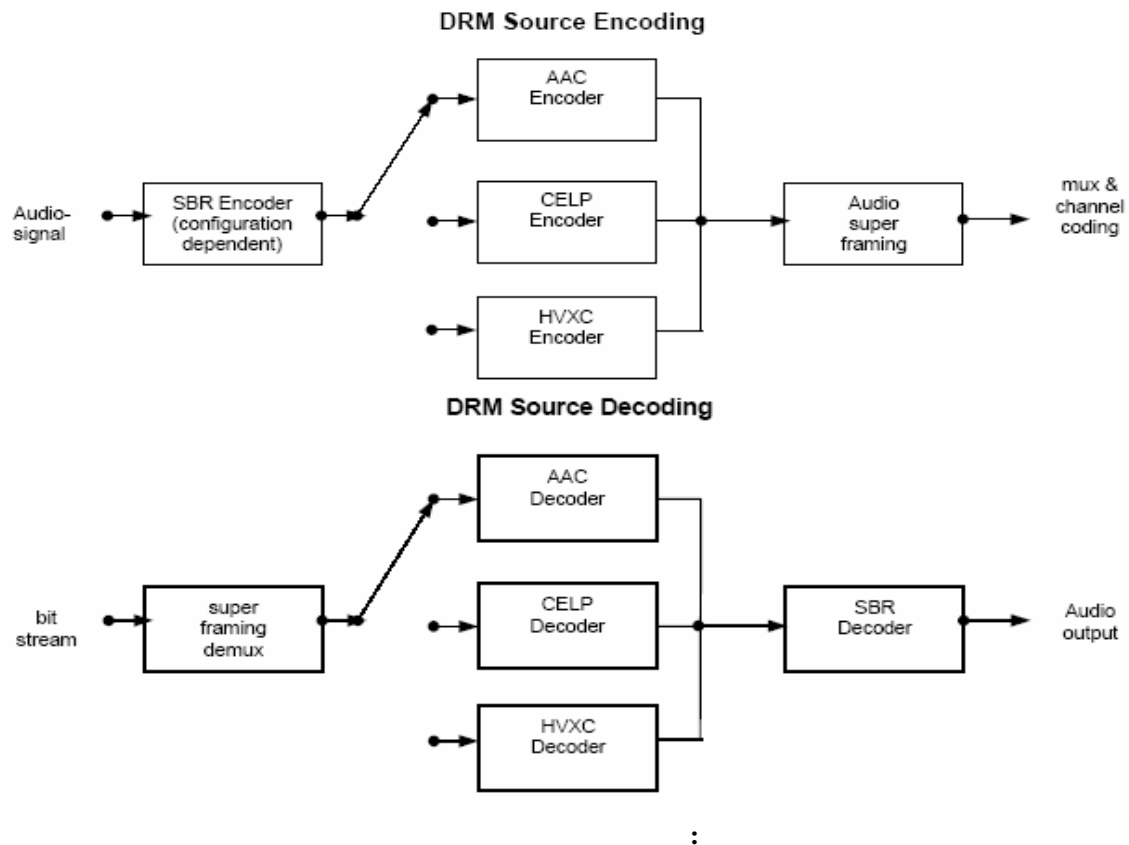 DRM Source Encoding
AAC
Encoder
Audio-
signal
SBR Encoder
(configuration
dependent)
CELP
Encoder
Audio
super
framing
mux &
channel
coding
HVXC
Encoder
DRM Source Decoding
AAC
Decoder
bit
stream
super
framing
demux
CELP
Decoder
SBR
Decoder
Audio
output
HVXC
Decoder
: